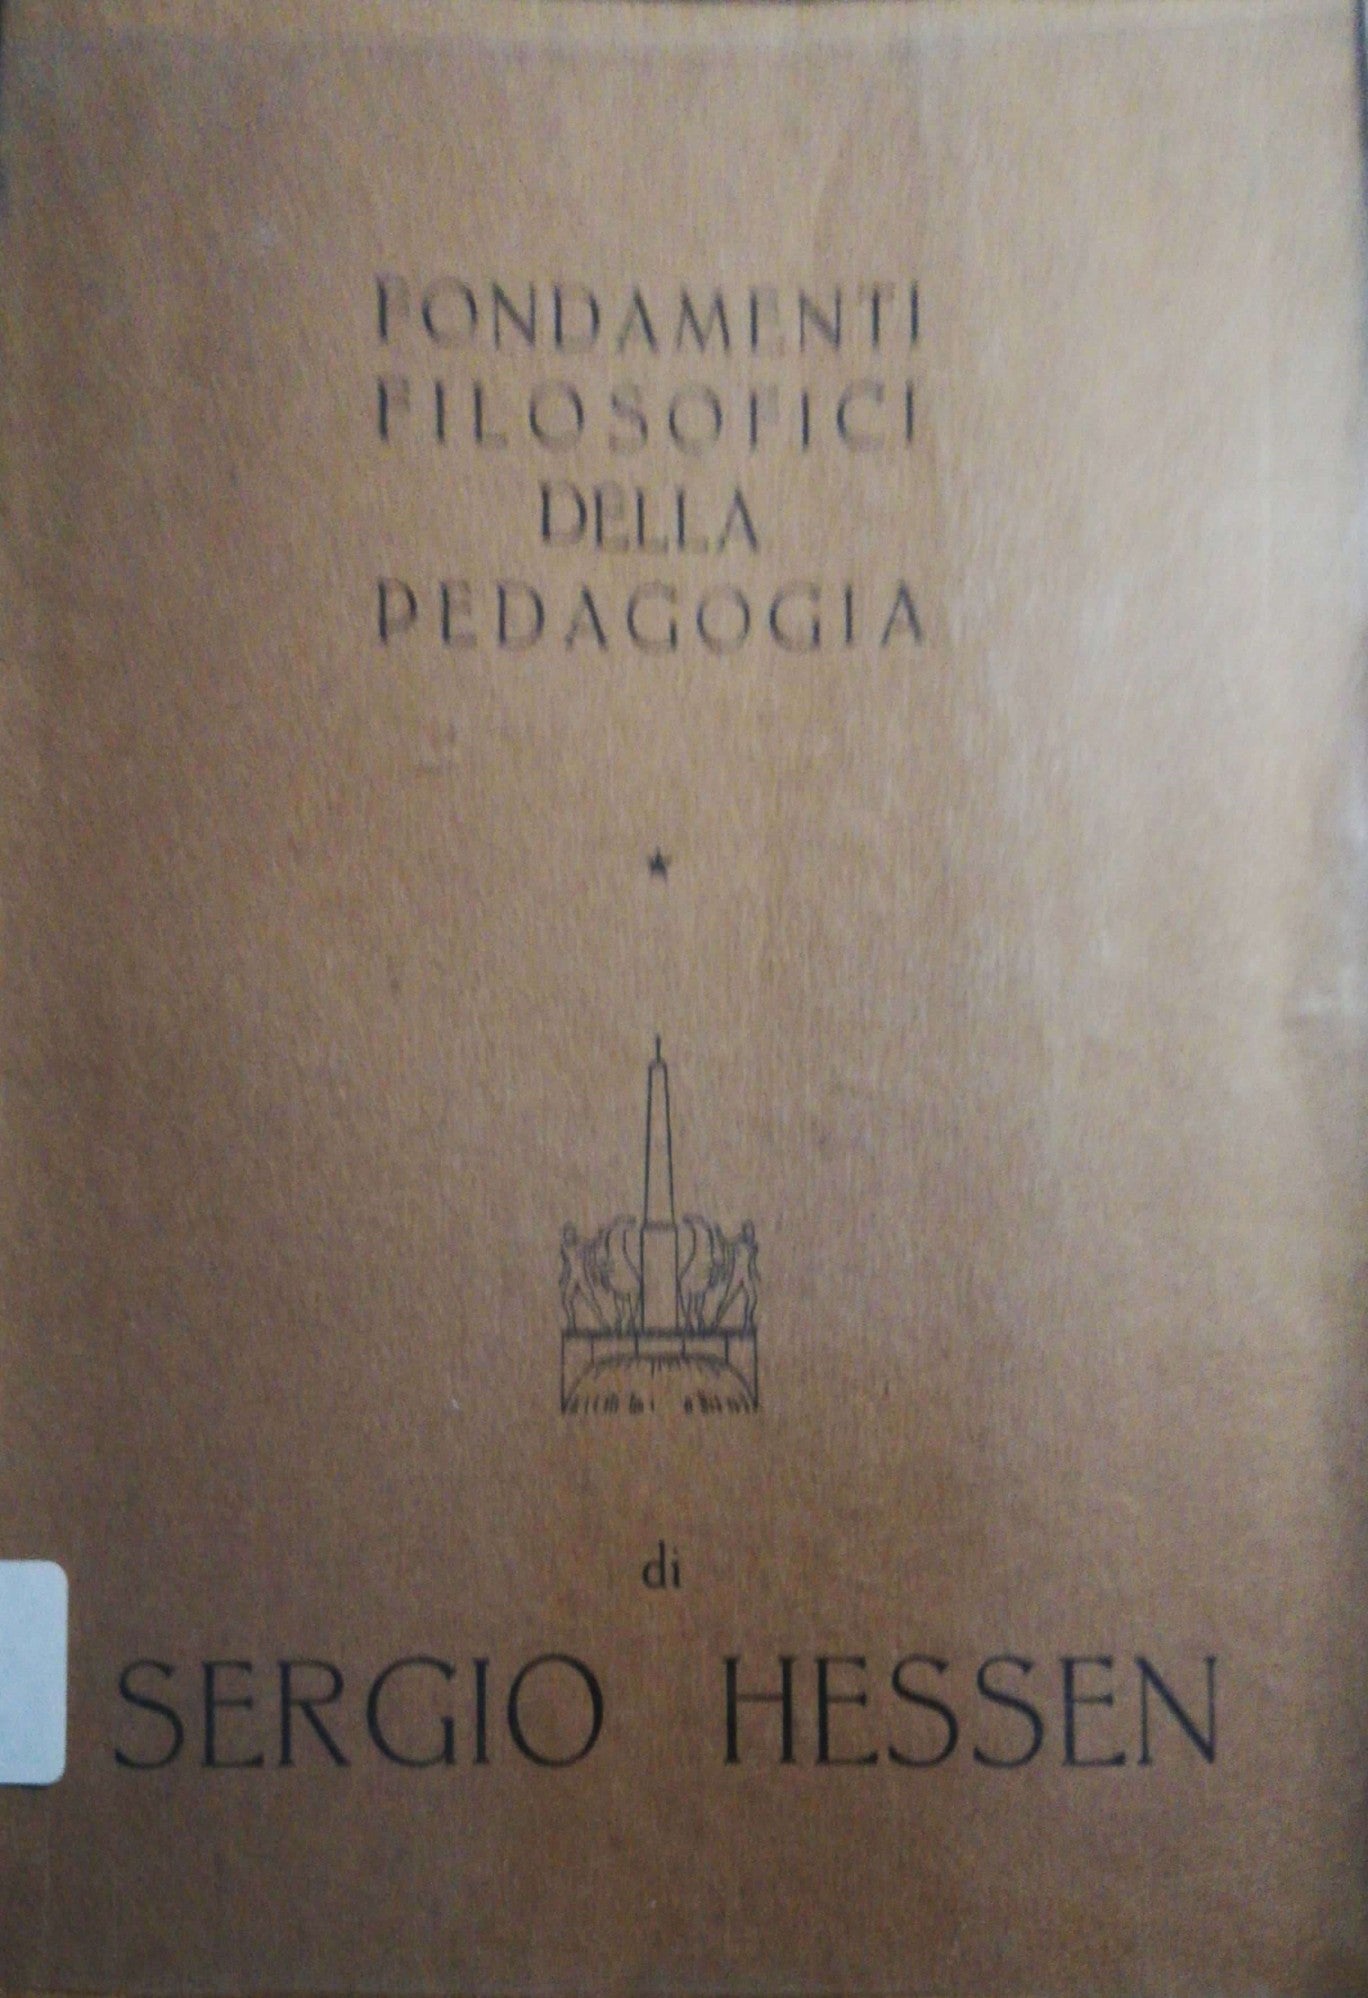 FONDAMENTI
FILOSOFICI
DELLA
PEDAGOGIA
di
SERGIO HESSEN